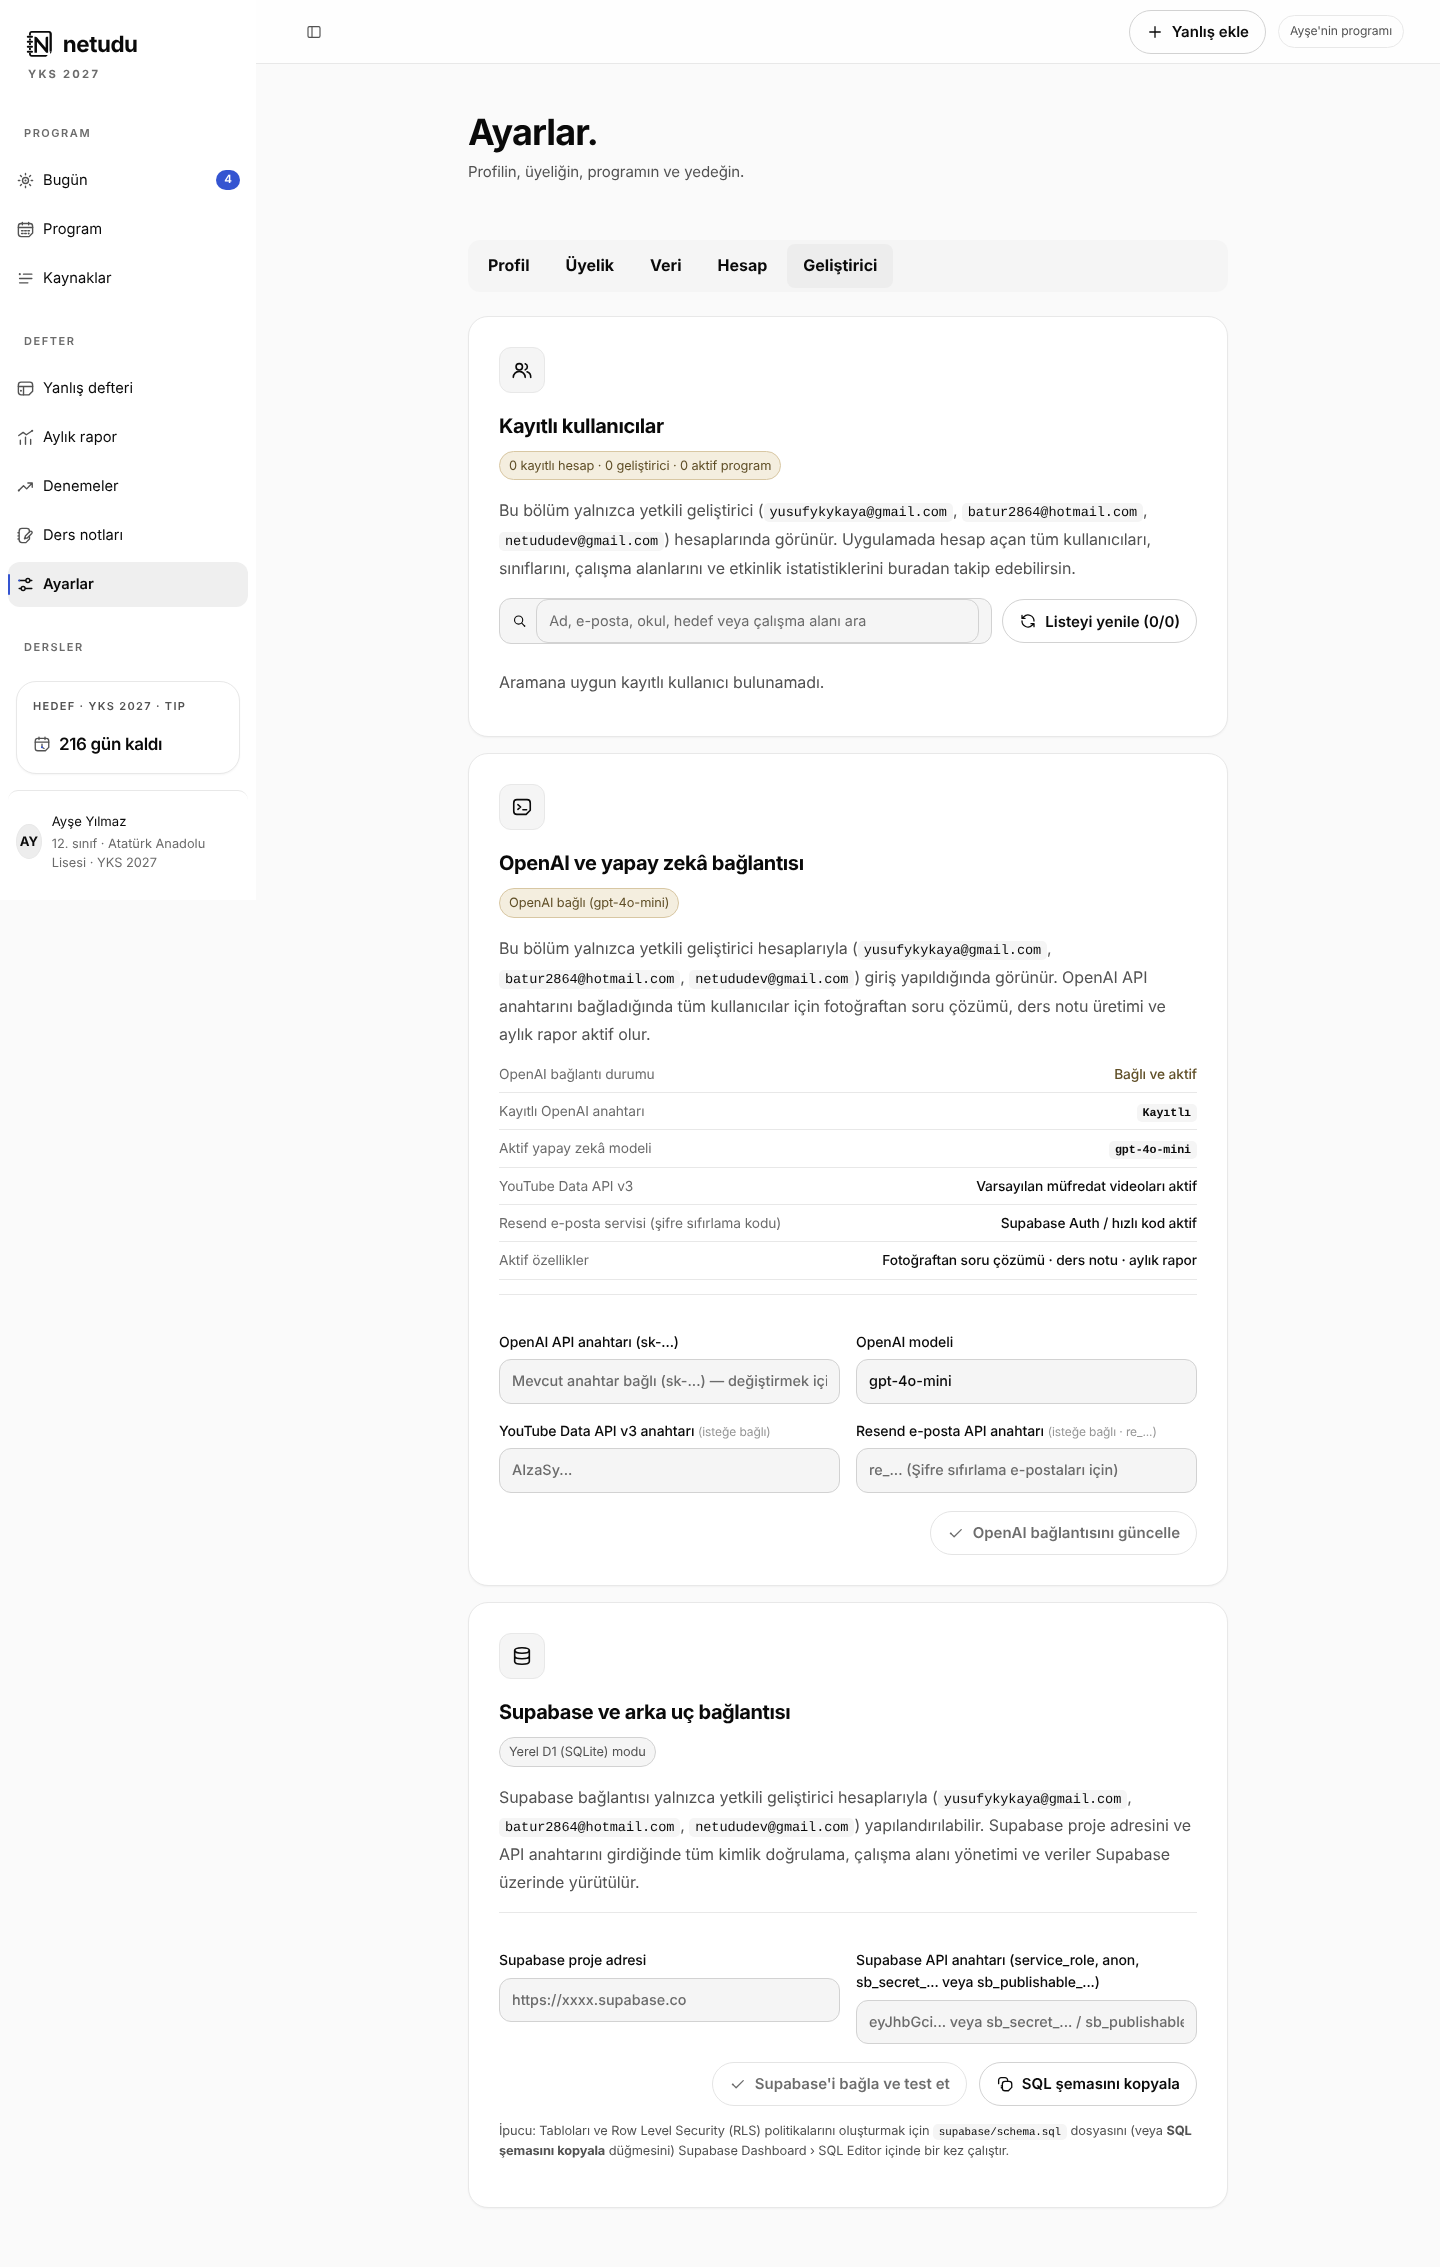 netudu
YKS 2027
PROGRAM
Bugün
4
Program
Kaynaklar
DEFTER
Yanlış defteri
Aylık rapor
Denemeler
Ders notları
Ayarlar
DERSLER
HEDEF · YKS 2027 · TIP
216 gün kaldı
AY
Ayşe Yılmaz
12. sınıf · Atatürk Anadolu
Lisesi · YKS 2027
Yanlış ekle
Ayşe'nin programı
Ayarlar.
Profilin, üyeliğin, programın ve yedeğin.
Profil
Üyelik
Veri
Hesap
Geliştirici
Kayıtlı kullanıcılar
0 kayıtlı hesap · 0 geliştirici · 0 aktif program
Bu bölüm yalnızca yetkili geliştirici ( yusufykykaya@gmail.com , batur2864@hotmail.com ,
netududev@gmail.com ) hesaplarında görünür. Uygulamada hesap açan tüm kullanıcıları,
sınıflarını, çalışma alanlarını ve etkinlik istatistiklerini buradan takip edebilirsin.
Ad, e-posta, okul, hedef veya çalışma alanı ara
Listeyi yenile (0/0)
Aramana uygun kayıtlı kullanıcı bulunamadı.
OpenAI ve yapay zekâ bağlantısı
OpenAI bağlı (gpt-4o-mini)
Bu bölüm yalnızca yetkili geliştirici hesaplarıyla ( yusufykykaya@gmail.com ,
batur2864@hotmail.com , netududev@gmail.com ) giriş yapıldığında görünür. OpenAI API
anahtarını bağladığında tüm kullanıcılar için fotoğraftan soru çözümü, ders notu üretimi ve
aylık rapor aktif olur.
OpenAI bağlantı durumu
Bağlı ve aktif
Kayıtlı OpenAI anahtarı
Kayıtlı
Aktif yapay zekâ modeli
gpt-4o-mini
YouTube Data API v3
Varsayılan müfredat videoları aktif
Resend e-posta servisi (şifre sıfırlama kodu)
Supabase Auth / hızlı kod aktif
Aktif özellikler
Fotoğraftan soru çözümü · ders notu · aylık rapor
OpenAI API anahtarı (sk-...)
OpenAI modeli
Mevcut anahtar bağlı (sk-...) — değiştirmek içi
gpt-4o-mini
YouTube Data API v3 anahtarı (isteğe bağlı)
Resend e-posta API anahtarı (isteğe bağlı · re_...)
AIzaSy...
re_... (Şifre sıfırlama e-postaları için)
OpenAI bağlantısını güncelle
Supabase ve arka uç bağlantısı
Yerel D1 (SQLite) modu
Supabase bağlantısı yalnızca yetkili geliştirici hesaplarıyla ( yusufykykaya@gmail.com ,
batur2864@hotmail.com , netududev@gmail.com ) yapılandırılabilir. Supabase proje adresini ve
API anahtarını girdiğinde tüm kimlik doğrulama, çalışma alanı yönetimi ve veriler Supabase
üzerinde yürütülür.
Supabase proje adresi
Supabase API anahtarı (service_role, anon,
sb_secret_... veya sb_publishable_...)
https://xxxx.supabase.co
eyJhbGci... veya sb_secret_... / sb_publishable
Supabase'i bağla ve test et
SQL şemasını kopyala
İpucu: Tabloları ve Row Level Security (RLS) politikalarını oluşturmak için supabase/schema.sql dosyasını (veya SQL
şemasını kopyala düğmesini) Supabase Dashboard › SQL Editor içinde bir kez çalıştır.